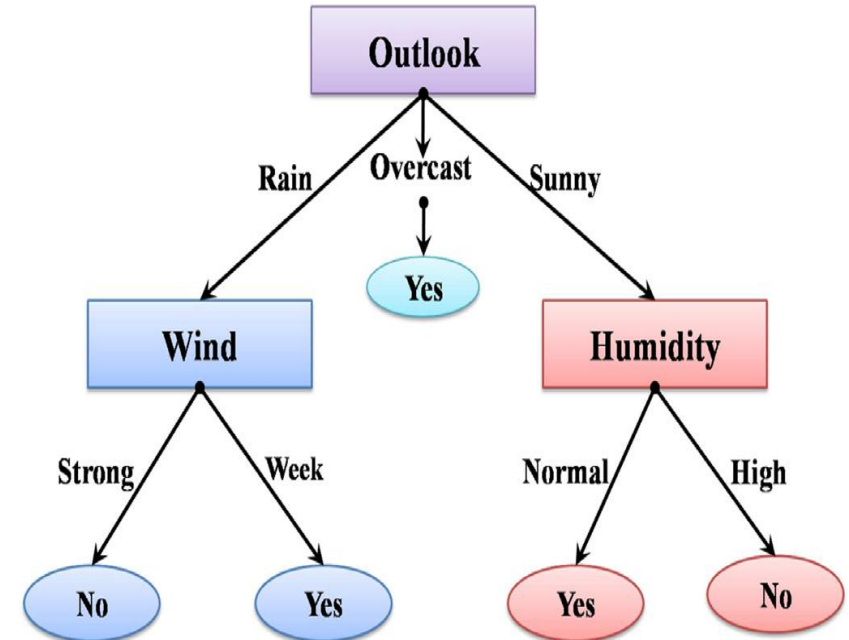 Outlook
Rain
Overcast
Sunny
Yes
Wind
Humidity
Strong
Week
Normal
High
No
Yes
Yes
No